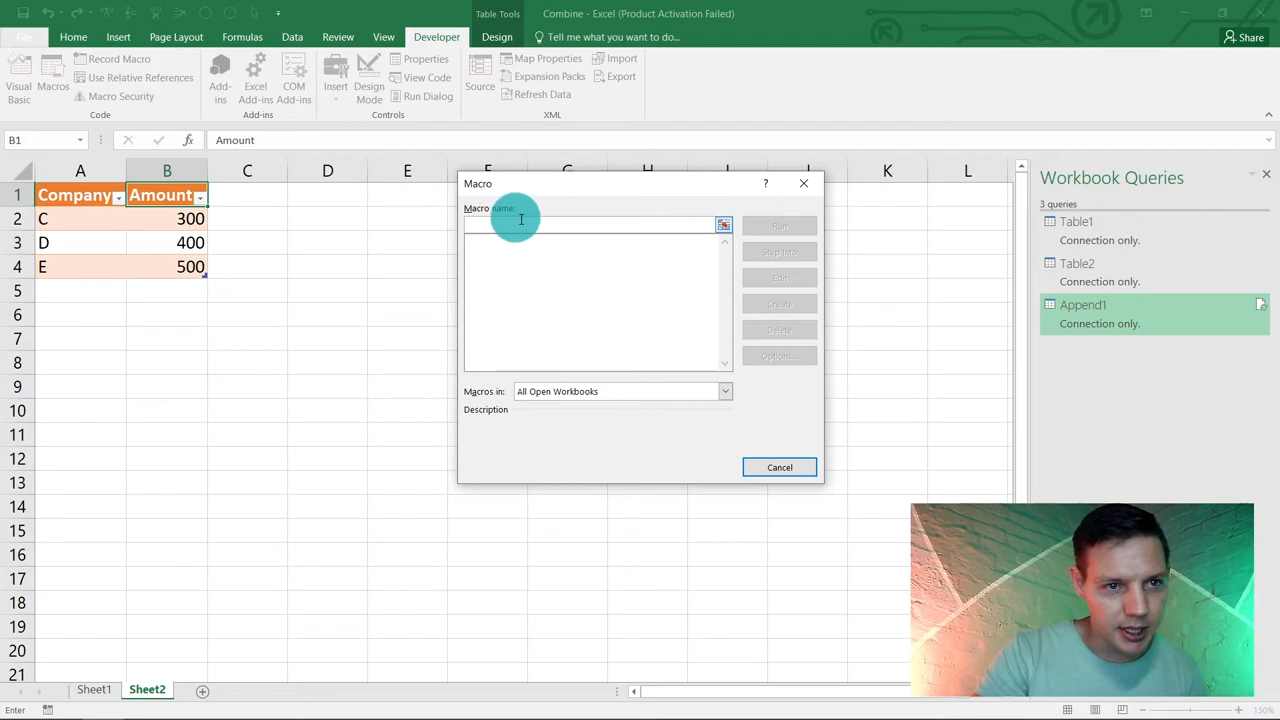 Table Tools
Combine - Excel (Product Activation Failed)
File
Home
Insert
Page Layout
Formulas
Data
Review
View
Developer
Design
Tell me what you want to do...
Share
Visual
Basic
Macros
Record Macro
Use Relative References
Macro Security
Code
Add-
ins
Excel
Add-ins
COM
Add-ins
Add-ins
Insert
Design
Mode
Properties
View Code
Run Dialog
Controls
Source
Map Properties
Expansion Packs
Refresh Data
Import
Export
XML
B1
fx
Amount
A B C D E F G H I J K L
1 Company Amount
2 C 300
3 D 400
4 E 500
5
6
7
8
9
10
11
12
13
14
15
16
17
18
19
20
21
Macro
?
Macro name:
Run
Step Into
Edit
Create
Delete
Options...
Macros in: All Open Workbooks
Description
Cancel
Workbook Queries
3 queries
Table1
Connection only.
Table2
Connection only.
Append1
Connection only.
Sheet1
Sheet2
Enter
150%